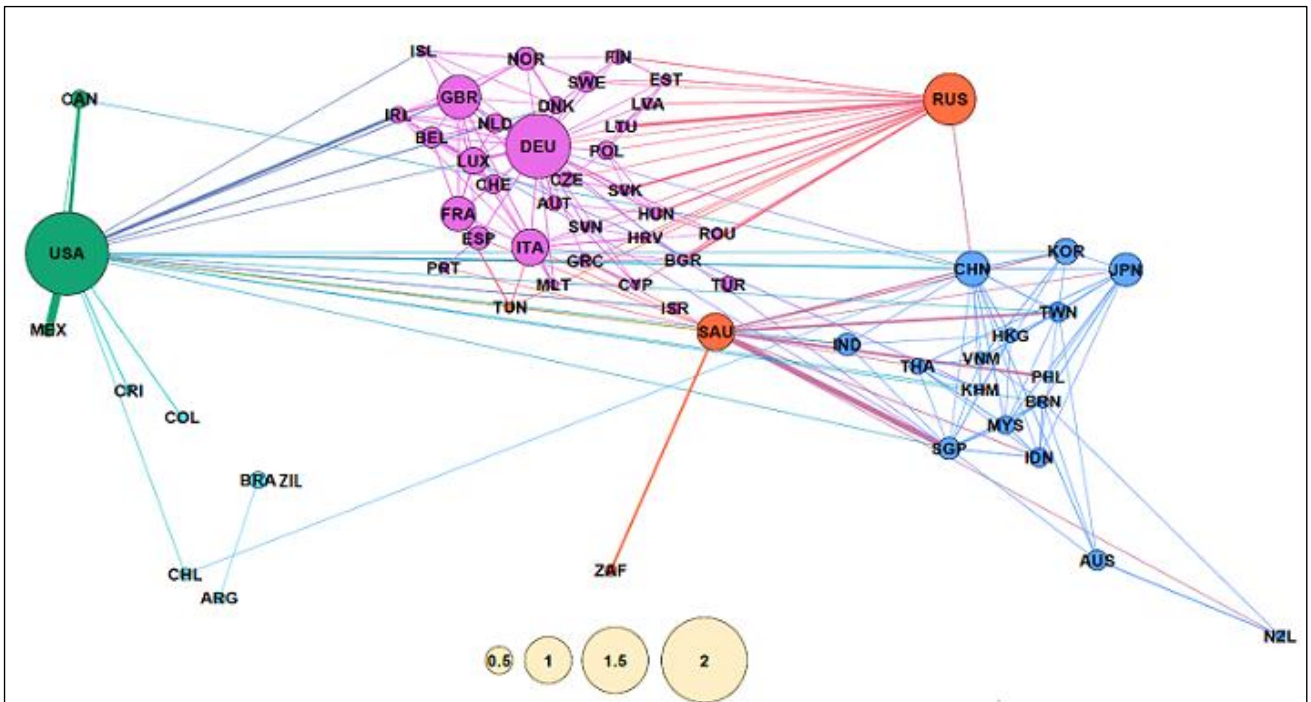 ISL
NOR
FIN
SWE
EST
CAN
GBR
DNK
LVA
RUS
IRL
NLD
LTU
BEL
DEU
POL
LUX
CHE
CZE
SVK
AUT
FRA
HUN
SVN
ESP
ITA
HRV
ROU
USA
PRT
GRC
BGR
CHN
KOR
JPN
MLT
CYP
TUR
TUN
ISR
TWN
MEX
SAU
IND
HKG
VNM
THA
PHL
CRI
KHM
BRN
COL
MYS
SGP
IDN
BRAZIL
AUS
CHL
ZAF
ARG
NZL
0.5 1 1.5 2